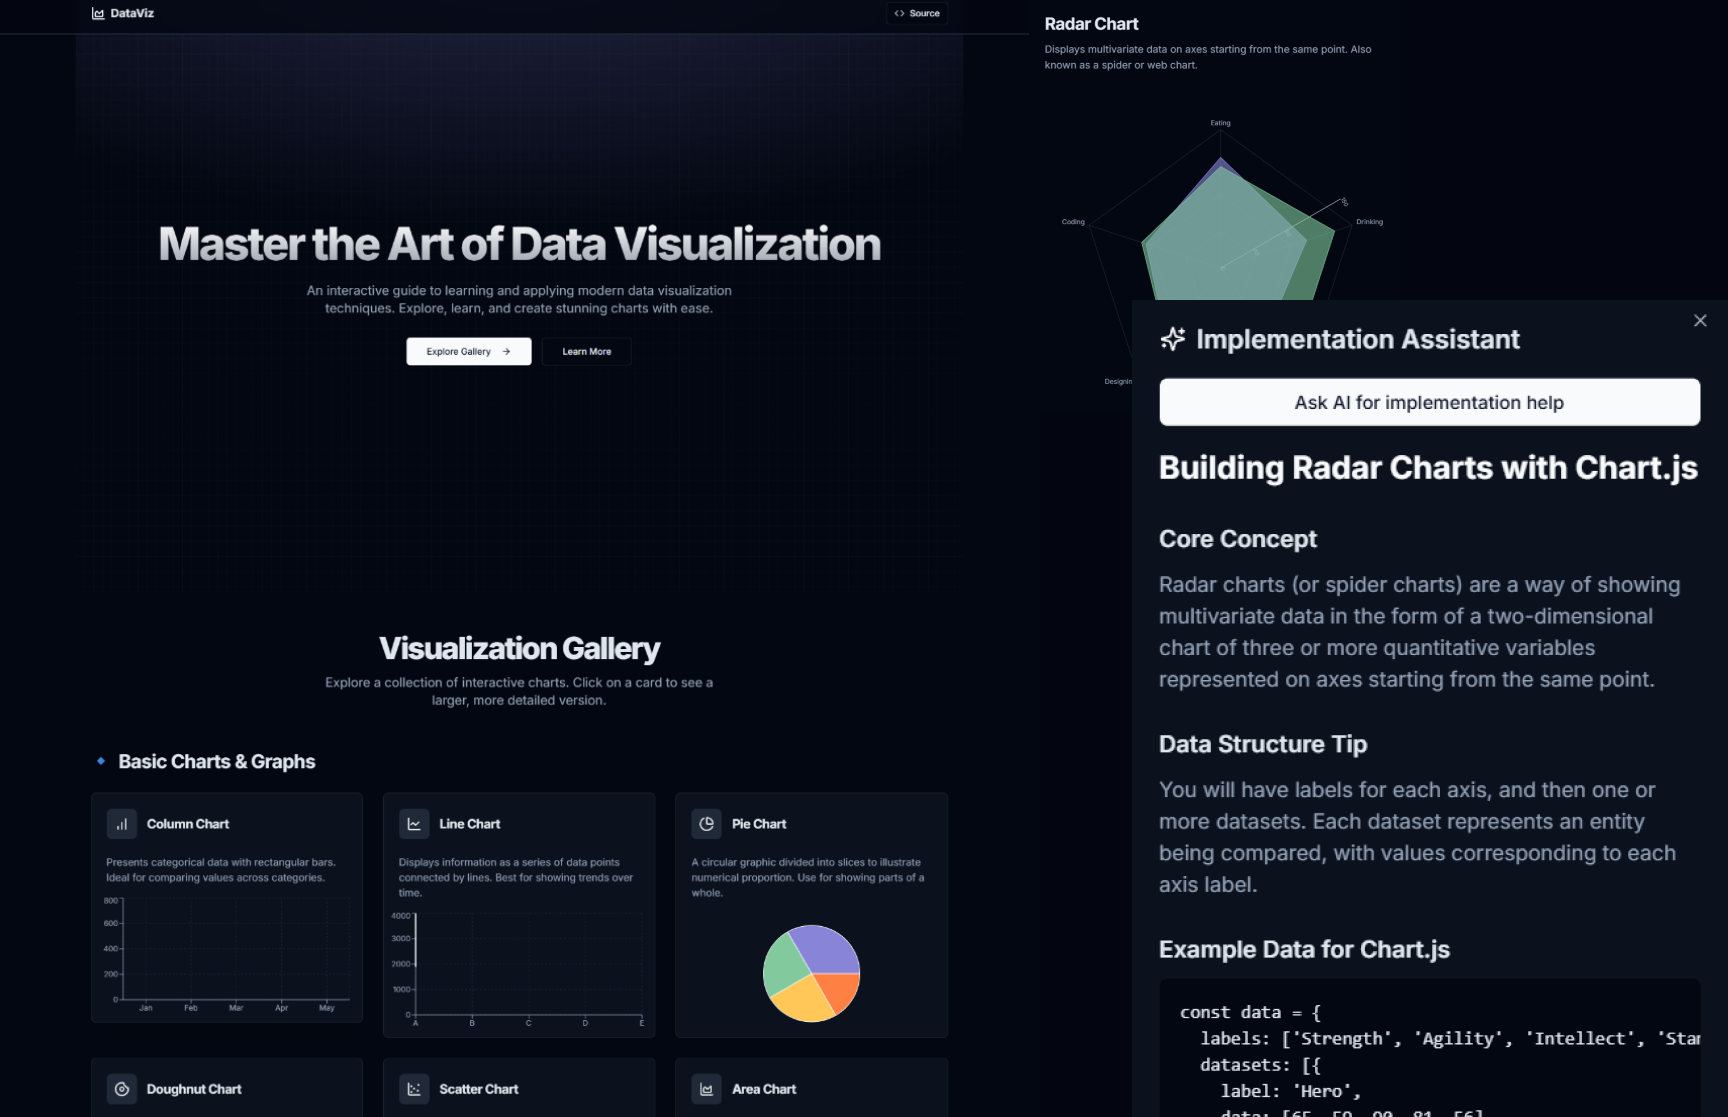 DataViz
Source
Master the Art of Data Visualization
An interactive guide to learning and applying modern data visualization
techniques. Explore, learn, and create stunning charts with ease.
Explore Gallery
Learn More
Visualization Gallery
Explore a collection of interactive charts. Click on a card to see a
larger, more detailed version.
Basic Charts & Graphs
Column Chart
Presents categorical data with rectangular bars.
Ideal for comparing values across categories.
800
600
400
200
0
Jan Feb Mar Apr May
Line Chart
Displays information as a series of data points
connected by lines. Best for showing trends over
time.
4000
3000
2000
1000
0
A B C D E
Pie Chart
A circular graphic divided into slices to illustrate
numerical proportion. Use for showing parts of a
whole.
Doughnut Chart
Scatter Chart
Area Chart
Radar Chart
Displays multivariate data on axes starting from the same point. Also
known as a spider or web chart.
Eating
Coding
Drinking
150
Designin
Implementation Assistant
Ask AI for implementation help
Building Radar Charts with Chart.js
Core Concept
Radar charts (or spider charts) are a way of showing
multivariate data in the form of a two-dimensional
chart of three or more quantitative variables
represented on axes starting from the same point.
Data Structure Tip
You will have labels for each axis, and then one or
more datasets. Each dataset represents an entity
being compared, with values corresponding to each
axis label.
Example Data for Chart.js
const data = {
labels: ['Strength', 'Agility', 'Intellect', 'Star
datasets: [{
label: 'Hero',